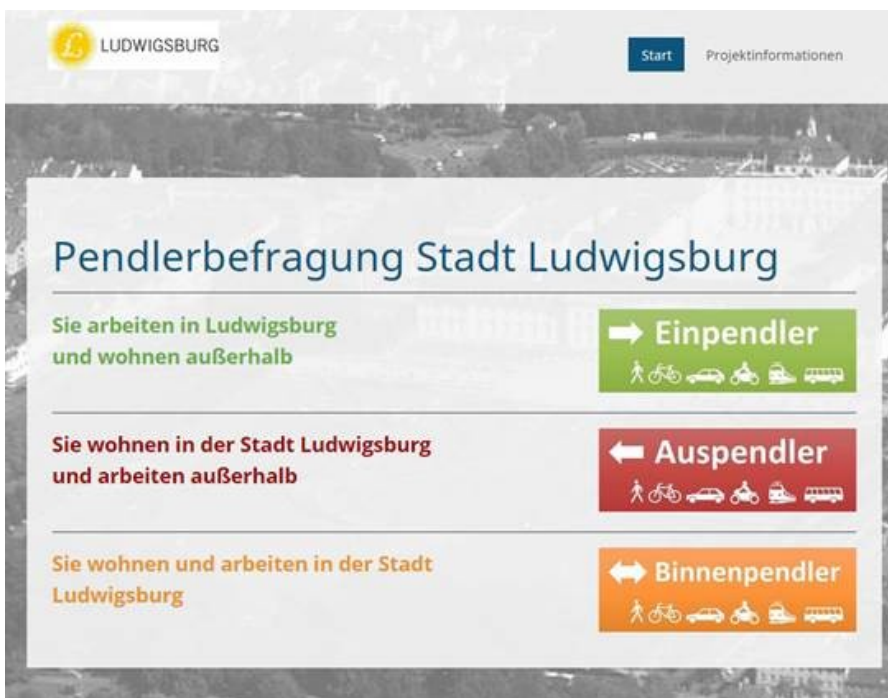 L
LUDWIGSBURG
Start
Projektinformationen
Pendlerbefragung Stadt Ludwigsburg
Sie arbeiten in Ludwigsburg
und wohnen außerhalb
Einpendler
Sie wohnen in der Stadt Ludwigsburg
und arbeiten außerhalb
Auspendler
Sie wohnen und arbeiten in der Stadt
Ludwigsburg
Binnenpendler